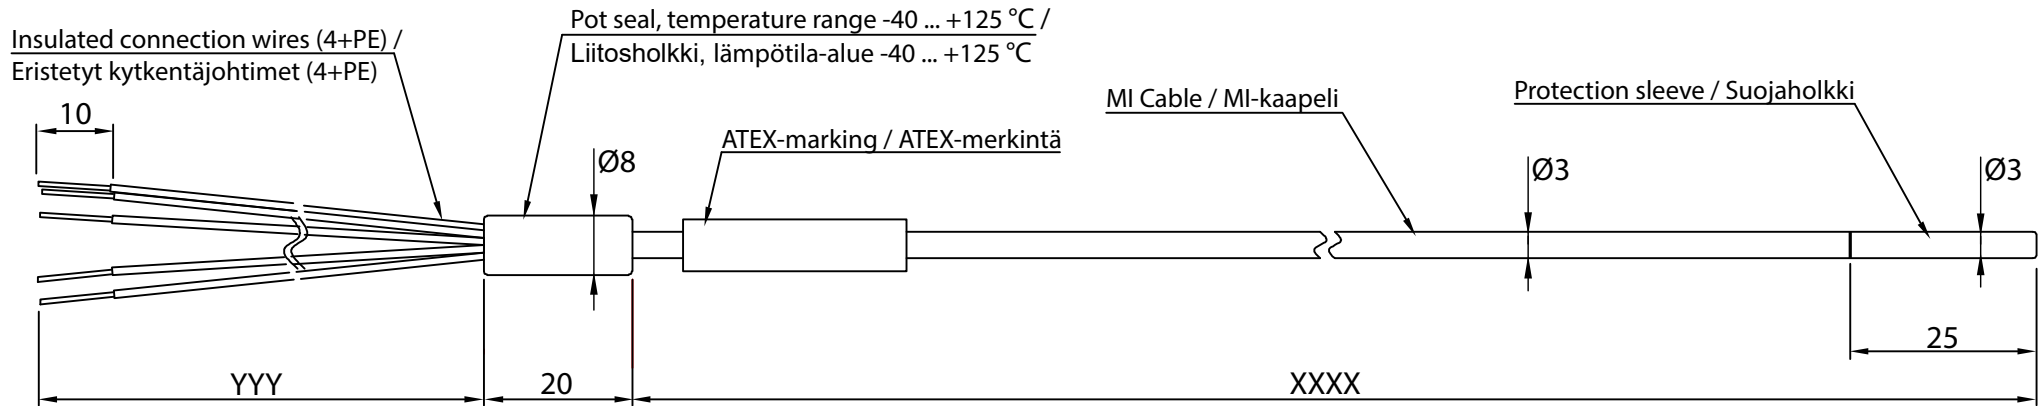 Insulated connection wires (4+PE) /
Eristetyt kytkentäjohtimet (4+PE)
Pot seal, temperature range -40 ... +125 °C /
Liitosholkki, lämpötila-alue -40 ... +125 °C
MI Cable / MI-kaapeli
Protection sleeve / Suojaholkki
ATEX-marking / ATEX-merkintä
10
Ø8
Ø3
Ø3
25
YYY
20
XXXX